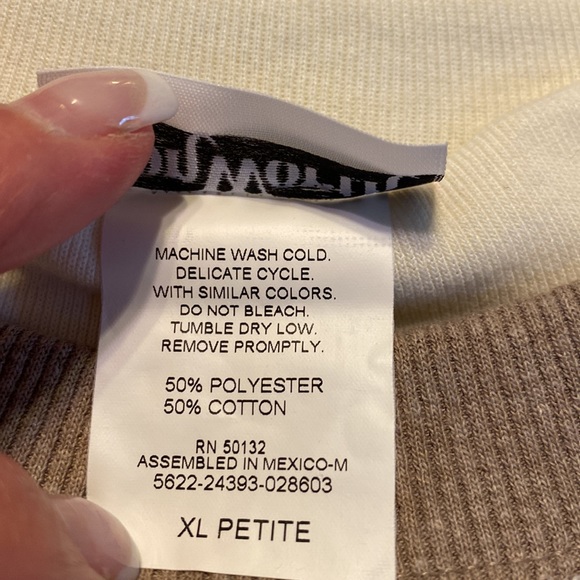 MACHINE WASH COLD.
DELICATE CYCLE.
WITH SIMILAR COLORS.
DO NOT BLEACH.
TUMBLE DRY LOW.
REMOVE PROMPTLY.
50% POLYESTER
50% COTTON
RN 50132
ASSEMBLED IN MEXICO-M
5622-24393-028603
XL PETITE